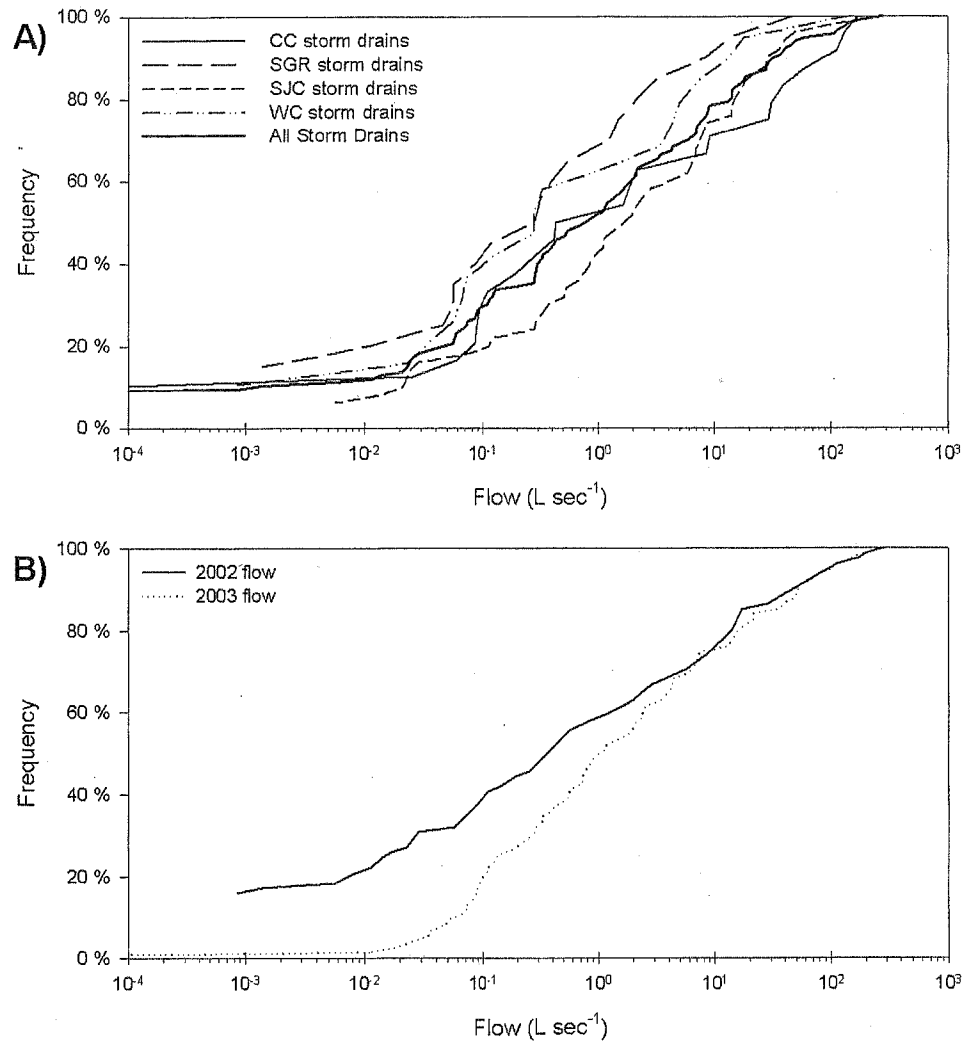 A)
100 %
80 %
60 %
40 %
20 %
0 %
Frequency
CC storm drains
SGR storm drains
SJC storm drains
WC storm drains
All Storm Drains
10⁻⁴ 10⁻³ 10⁻² 10⁻¹ 10⁰ 10¹ 10² 10³
Flow (L sec⁻¹)
B)
100 %
80 %
60 %
40 %
20 %
0 %
Frequency
2002 flow
2003 flow
10⁻⁴ 10⁻³ 10⁻² 10⁻¹ 10⁰ 10¹ 10² 10³
Flow (L sec⁻¹)